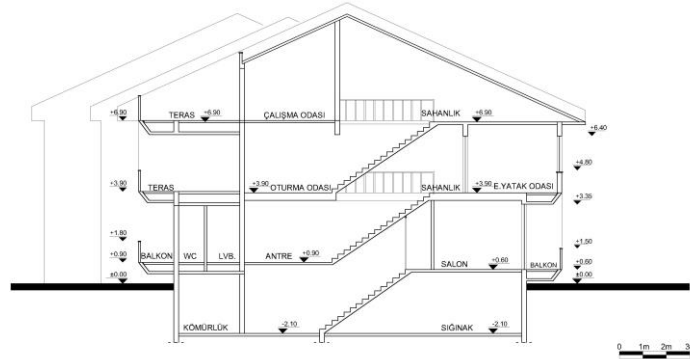 +6.90 TERAS +6.90 ÇALIŞMA ODASI SAHANLIK +6.90
+6,40
+4.80
+3.90 TERAS +3.90 OTURMA ODASI SAHANLIK +3.90 E.YATAK ODASI
+3.39
+1.80
+1.50
+0.90 BALKON WC LVB. ANTRE +0.90 SALON +0.60 BALKON +0.60
±0.00 ±0.00
KÖMÜRLÜK -2.10 SIĞINAK -2.10
0 1m 2m